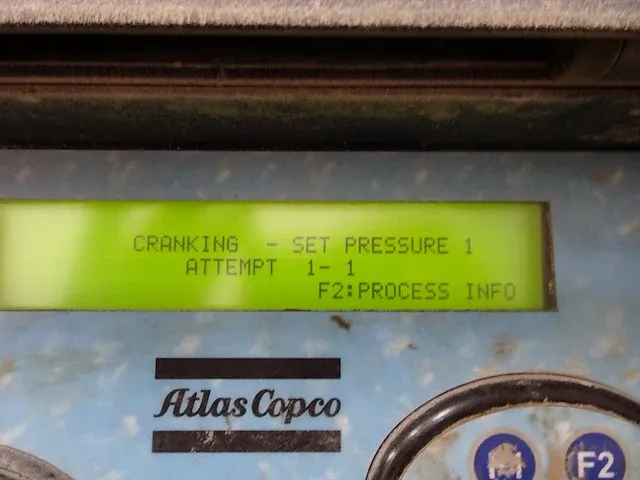 CRANKING - SET PRESSURE 1
ATTEMPT 1- 1
F2:PROCESS INFO
Atlas Copco
F2